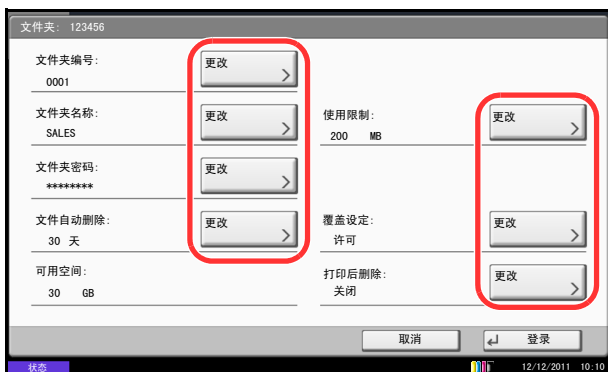 文件夹: 123456
文件夹编号: 更改
0001
文件夹名称: 更改 使用限制: 更改
SALES 200 MB
文件夹密码: 更改
********
文件自动删除: 更改 覆盖设定: 更改
30 天 许可
可用空间: 打印后删除: 更改
30 GB 关闭
取消 登录
状态 12/12/2011 10:10